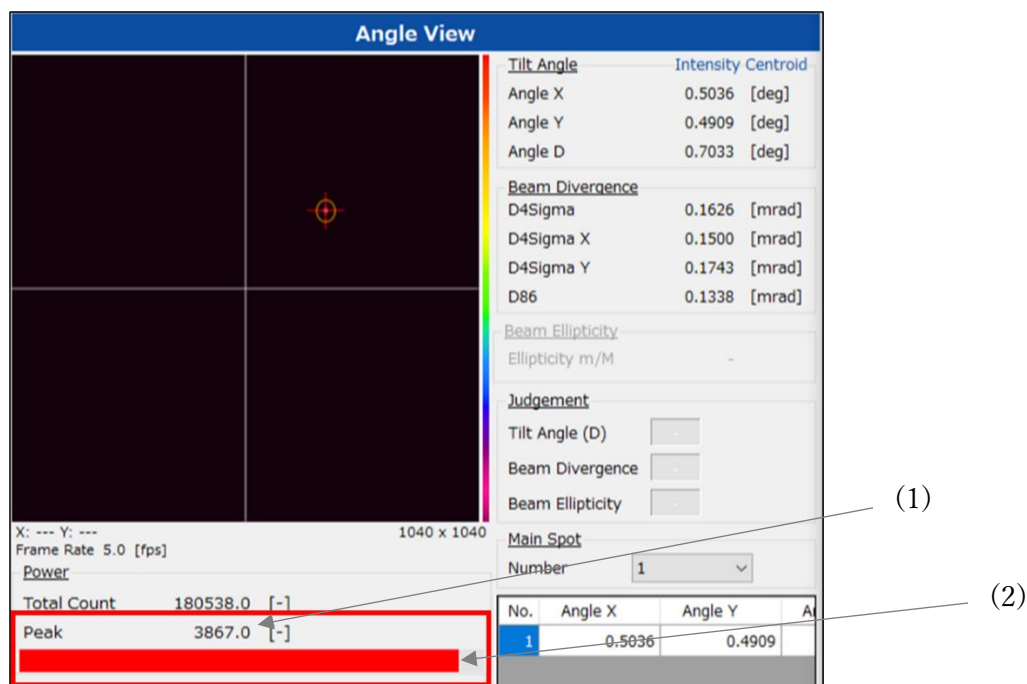 Angle View
Tilt Angle Intensity Centroid
Angle X 0.5036 [deg]
Angle Y 0.4909 [deg]
Angle D 0.7033 [deg]
Beam Divergence
D4Sigma 0.1626 [mrad]
D4Sigma X 0.1500 [mrad]
D4Sigma Y 0.1743 [mrad]
D86 0.1338 [mrad]
Beam Ellipticity
Ellipticity m/M -
Judgement
Tilt Angle (D) -
Beam Divergence -
Beam Ellipticity -
(1)
X: --- Y: --- 1040 x 1040
Frame Rate 5.0 [fps]
Main Spot
Number 1
Power
Total Count 180538.0 [-]
Peak 3867.0 [-]
(2)
No. Angle X Angle Y
1 0.5036 0.4909